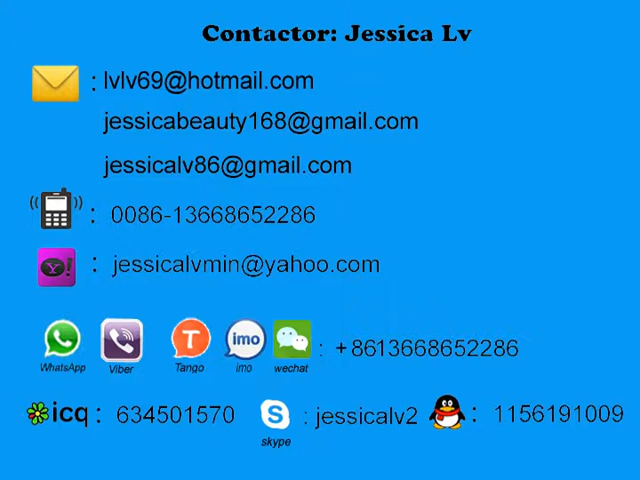 Contactor: Jessica Lv
: lvlv69@hotmail.com
jessicabeauty168@gmail.com
jessicalv86@gmail.com
: 0086-13668652286
Y! : jessicalvmin@yahoo.com
T imo : +8613668652286
WhatsApp Viber Tango imo wechat
icq : 634501570 S : jessicalv2 : 1156191009
skype